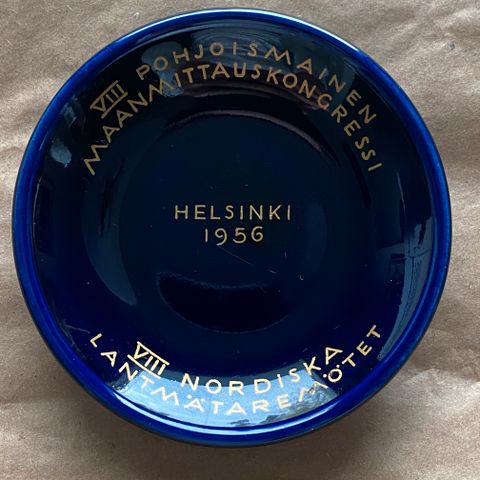 VIII POHJOISMAINEN
MAANMITTAUSKONGRESSI
HELSINKI
1956
VIII NORDISKA
LANTMÄTAREMÖTET